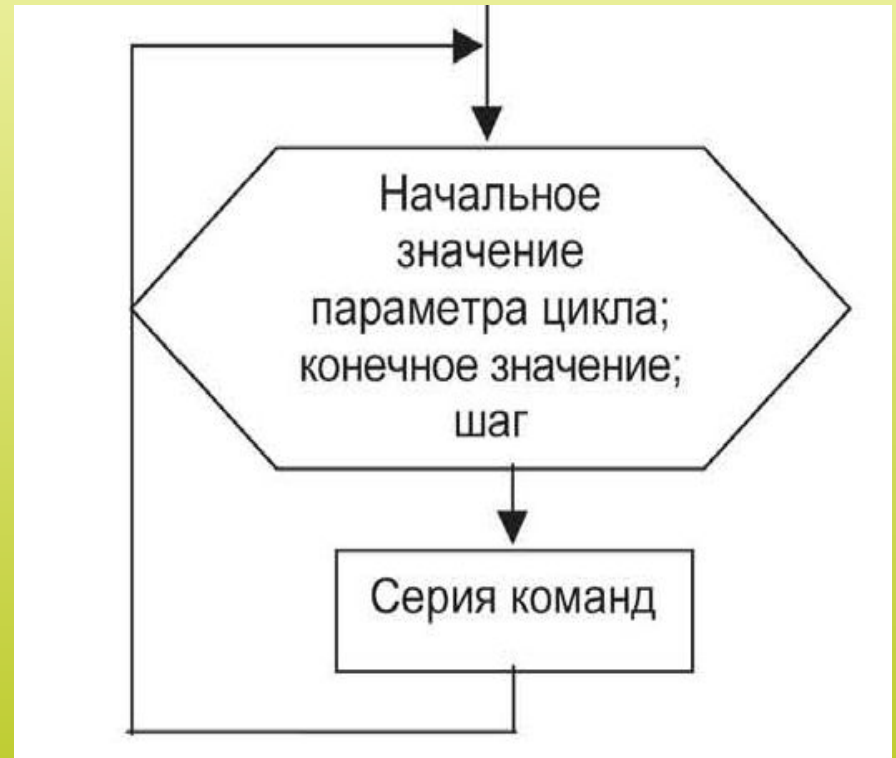 Начальное
значение
параметра цикла;
конечное значение;
шаг
Серия команд